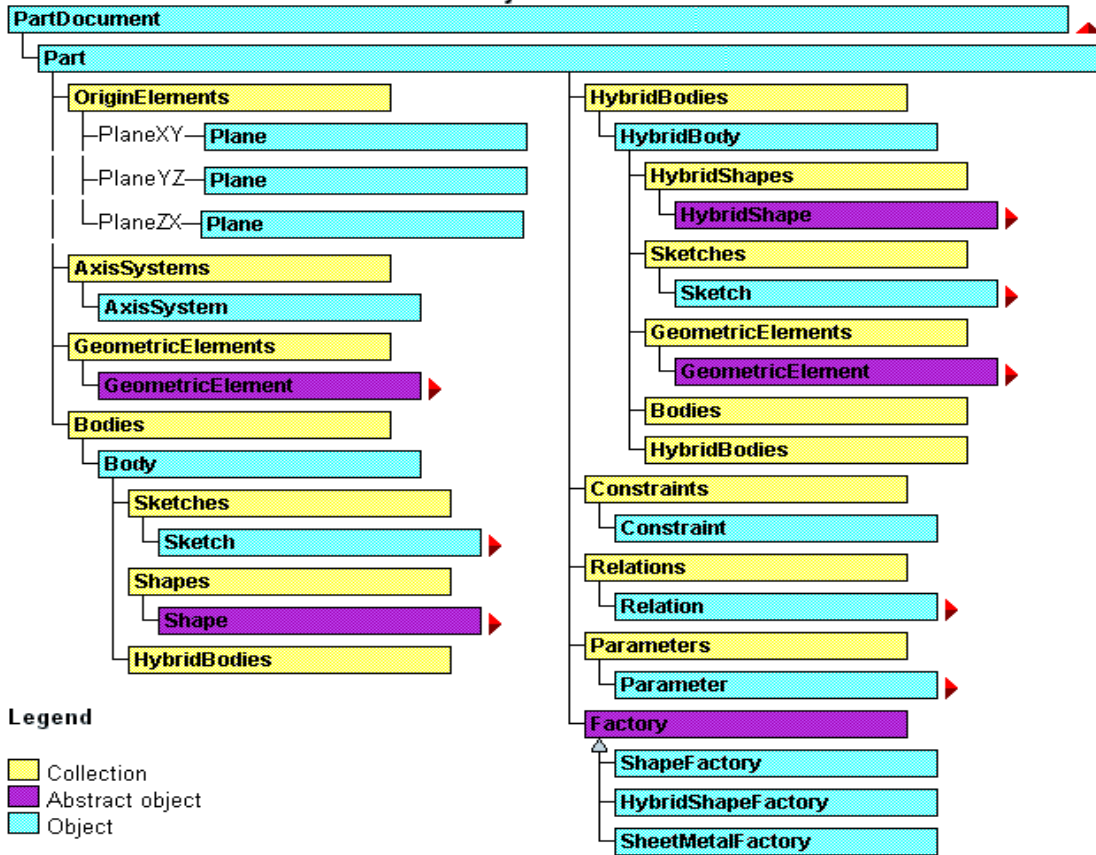 PartDocument
Part
OriginElements
PlaneXY Plane
PlaneYZ Plane
PlaneZX Plane
AxisSystems
AxisSystem
GeometricElements
GeometricElement
Bodies
Body
Sketches
Sketch
Shapes
Shape
HybridBodies
HybridBodies
HybridBody
HybridShapes
HybridShape
Sketches
Sketch
GeometricElements
GeometricElement
Bodies
HybridBodies
Constraints
Constraint
Relations
Relation
Parameters
Parameter
Factory
ShapeFactory
HybridShapeFactory
SheetMetalFactory
Legend
Collection
Abstract object
Object